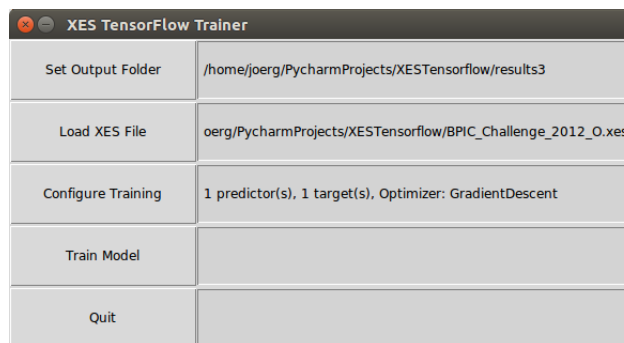 XES TensorFlow Trainer
Set Output Folder
/home/joerg/PycharmProjects/XESTensorflow/results3
Load XES File
oerg/PycharmProjects/XESTensorflow/BPIC_Challenge_2012_O.xes
Configure Training
1 predictor(s), 1 target(s), Optimizer: GradientDescent
Train Model
Quit